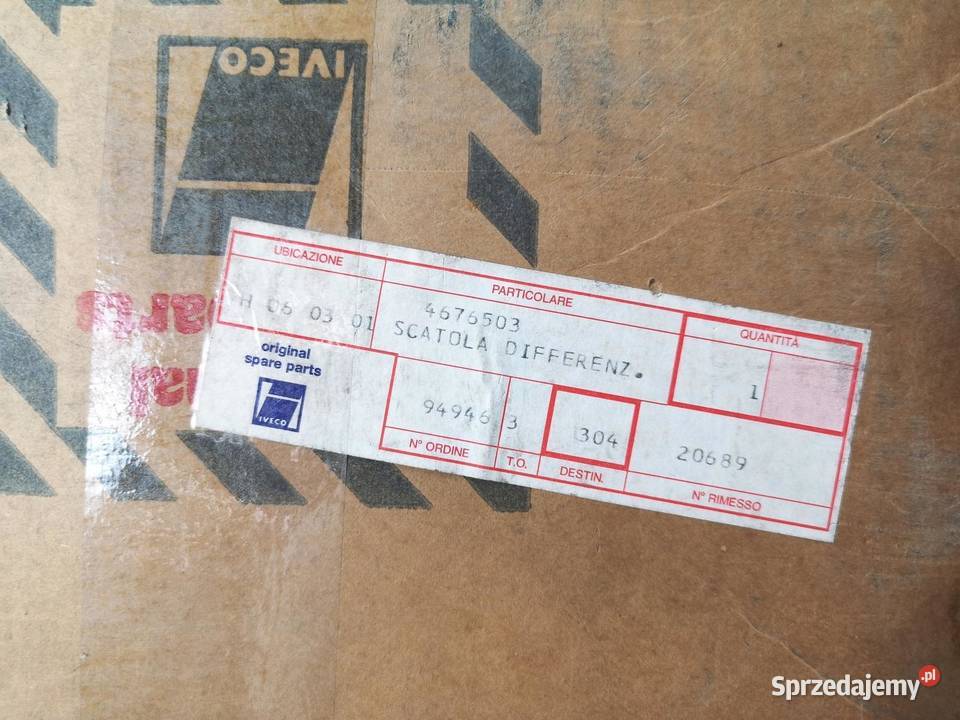 IVECO
UBICAZIONE
H 06 03 01
PARTICOLARE
4676503
SCATOLA DIFFERENZ.
QUANTITÀ
1
original
spare parts
IVECO
94946
N° ORDINE
3
T.O.
304
DESTIN.
20689
N° RIMESSO
Sprzedajemy.pl